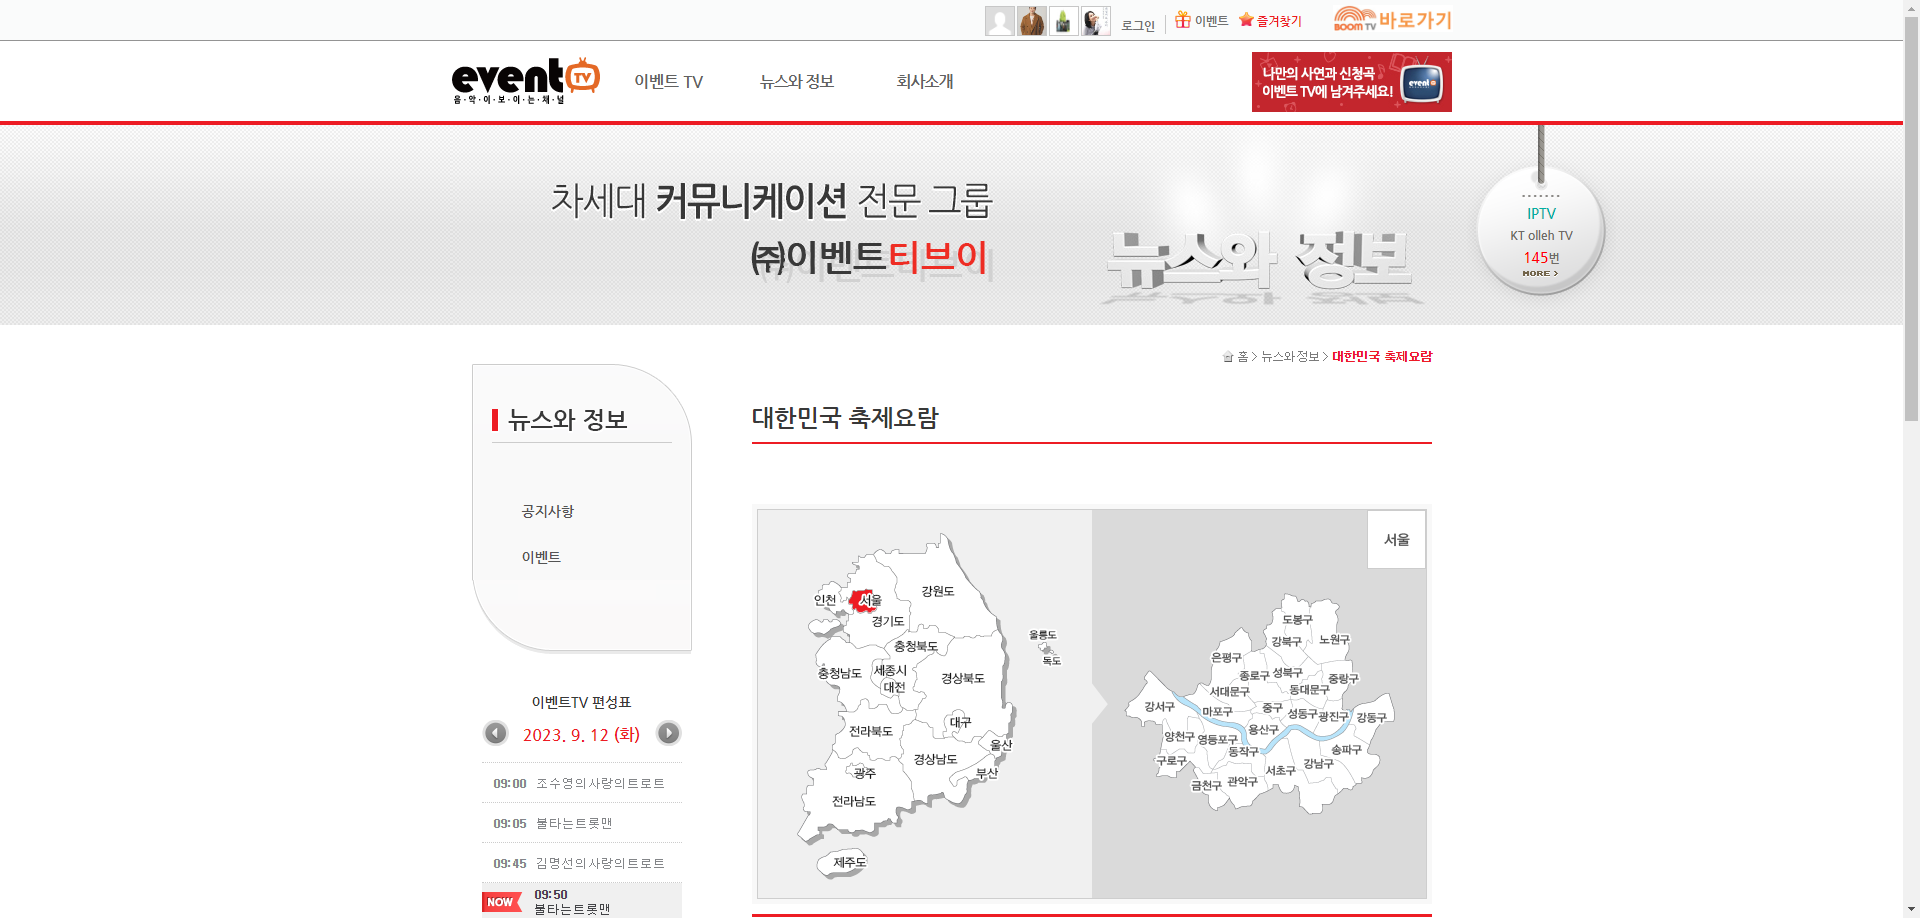 로그인
이벤트
즐겨찾기
BOOM TV 바로가기
event TV
음·악·이·보·이·는·채·널
이벤트 TV
뉴스와 정보
회사소개
나만의 사연과 신청곡
이벤트 TV에 남겨주세요!
event
차세대 커뮤니케이션 전문 그룹
㈜이벤트티브이
뉴스와 정보
IPTV
KT olleh TV
145번
MORE >
홈 > 뉴스와 정보 > 대한민국 축제요람
뉴스와 정보
공지사항
이벤트
대한민국 축제요람
서울
강원도
인천
서울
경기도
충청북도
울릉도
독도
충청남도
세종시
대전
경상북도
대구
전라북도
울산
경상남도
부산
광주
전라남도
제주도
도봉구
강북구
노원구
은평구
종로구
성북구
중랑구
서대문구
동대문구
강서구
마포구
중구
성동구
광진구
강동구
양천구
영등포구
용산구
동작구
송파구
구로구
서초구
강남구
금천구
관악구
이벤트TV 편성표
2023. 9. 12 (화)
09:00 조수영의사랑의트로트
09:05 불타는트롯맨
09:45 김명선의사랑의트로트
NOW
09:50
불타는트롯맨